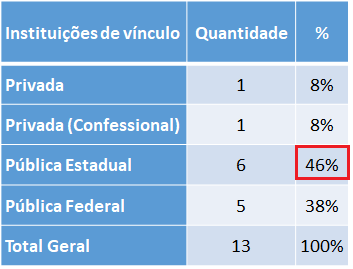 Instituições de vínculo Quantidade %
Privada 1 8%
Privada (Confessional) 1 8%
Pública Estadual 6 46%
Pública Federal 5 38%
Total Geral 13 100%